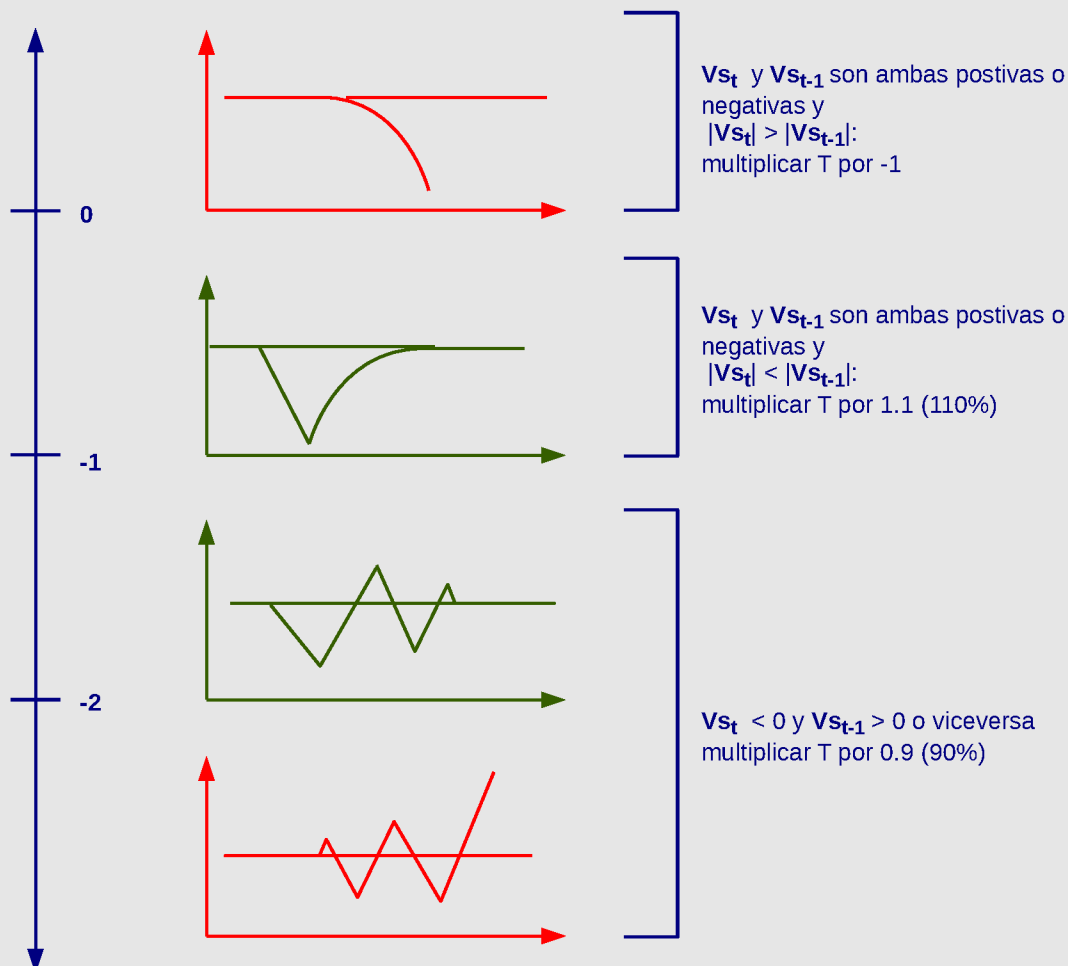 Vst y Vst-1 son ambas postivas o
negativas y
|Vst| > |Vst-1|:
multiplicar T por -1
0
Vst y Vst-1 son ambas postivas o
negativas y
|Vst| < |Vst-1|:
multiplicar T por 1.1 (110%)
-1
-2
Vst < 0 y Vst-1 > 0 o viceversa
multiplicar T por 0.9 (90%)